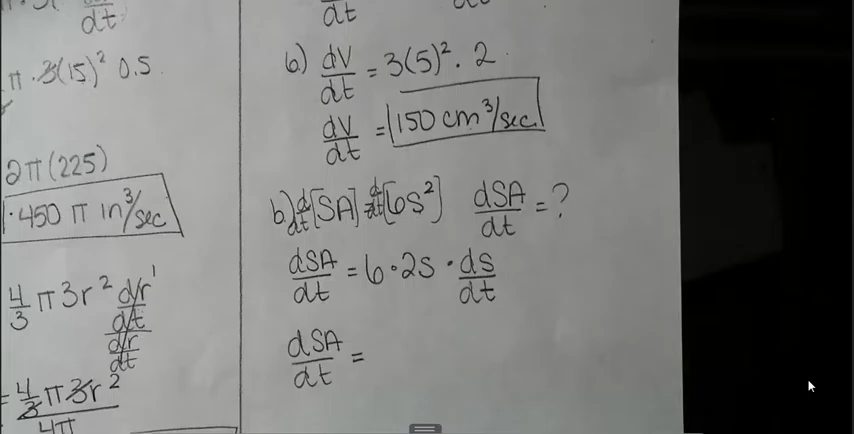 dt
π · 3(15)² 0.5
2π(225)
· 450 π in³/sec
4/3 π 3r² dr/dt
dr/dt
= 4/3 π 3r²
4π
dt
6) dV/dt = 3(5)² · 2
dV/dt = 150 cm³/sec
b.) d/dt [SA] = d/dt [6s²] dSA/dt = ?
dSA/dt = 6 · 2s · ds/dt
dSA/dt =